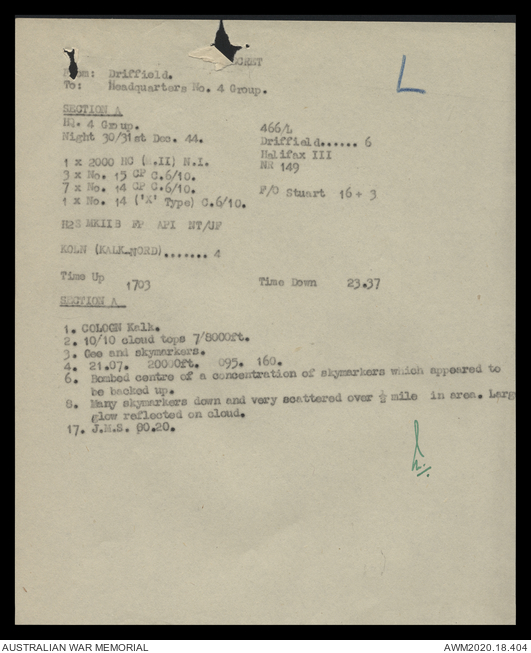 L
From: Driffield.
To: Headquarters No. 4 Group.
SECTION A
HQ. 4 Group. 466/L
Night 30/31st Dec. 44. Driffield...... 6
Halifax III
1 x 2000 HC (M.II) N.I. NR 149
3 x No. 15 CP C.6/10.
7 x No. 14 CP C.6/10. F/O Stuart 16 + 3
1 x No. 14 ('X' Type) C.6/10.
H2S MKIIB FP API NT/JF
KOLN (KALK-NORD)....... 4
Time Up 1703 Time Down 23.37
SECTION A
1. COLOGN Kalk.
2. 10/10 cloud tops 7/8000ft.
3. Gee and skymarkers.
4. 21.07. 20000ft. 095. 160.
6. Bombed centre of a concentration of skymarkers which appeared to
be backed up.
8. Many skymarkers down and very scattered over ½ mile in area. Larg
glow reflected on cloud.
17. J.M.S. 90.20.
AUSTRALIAN WAR MEMORIAL AWM2020.18.404